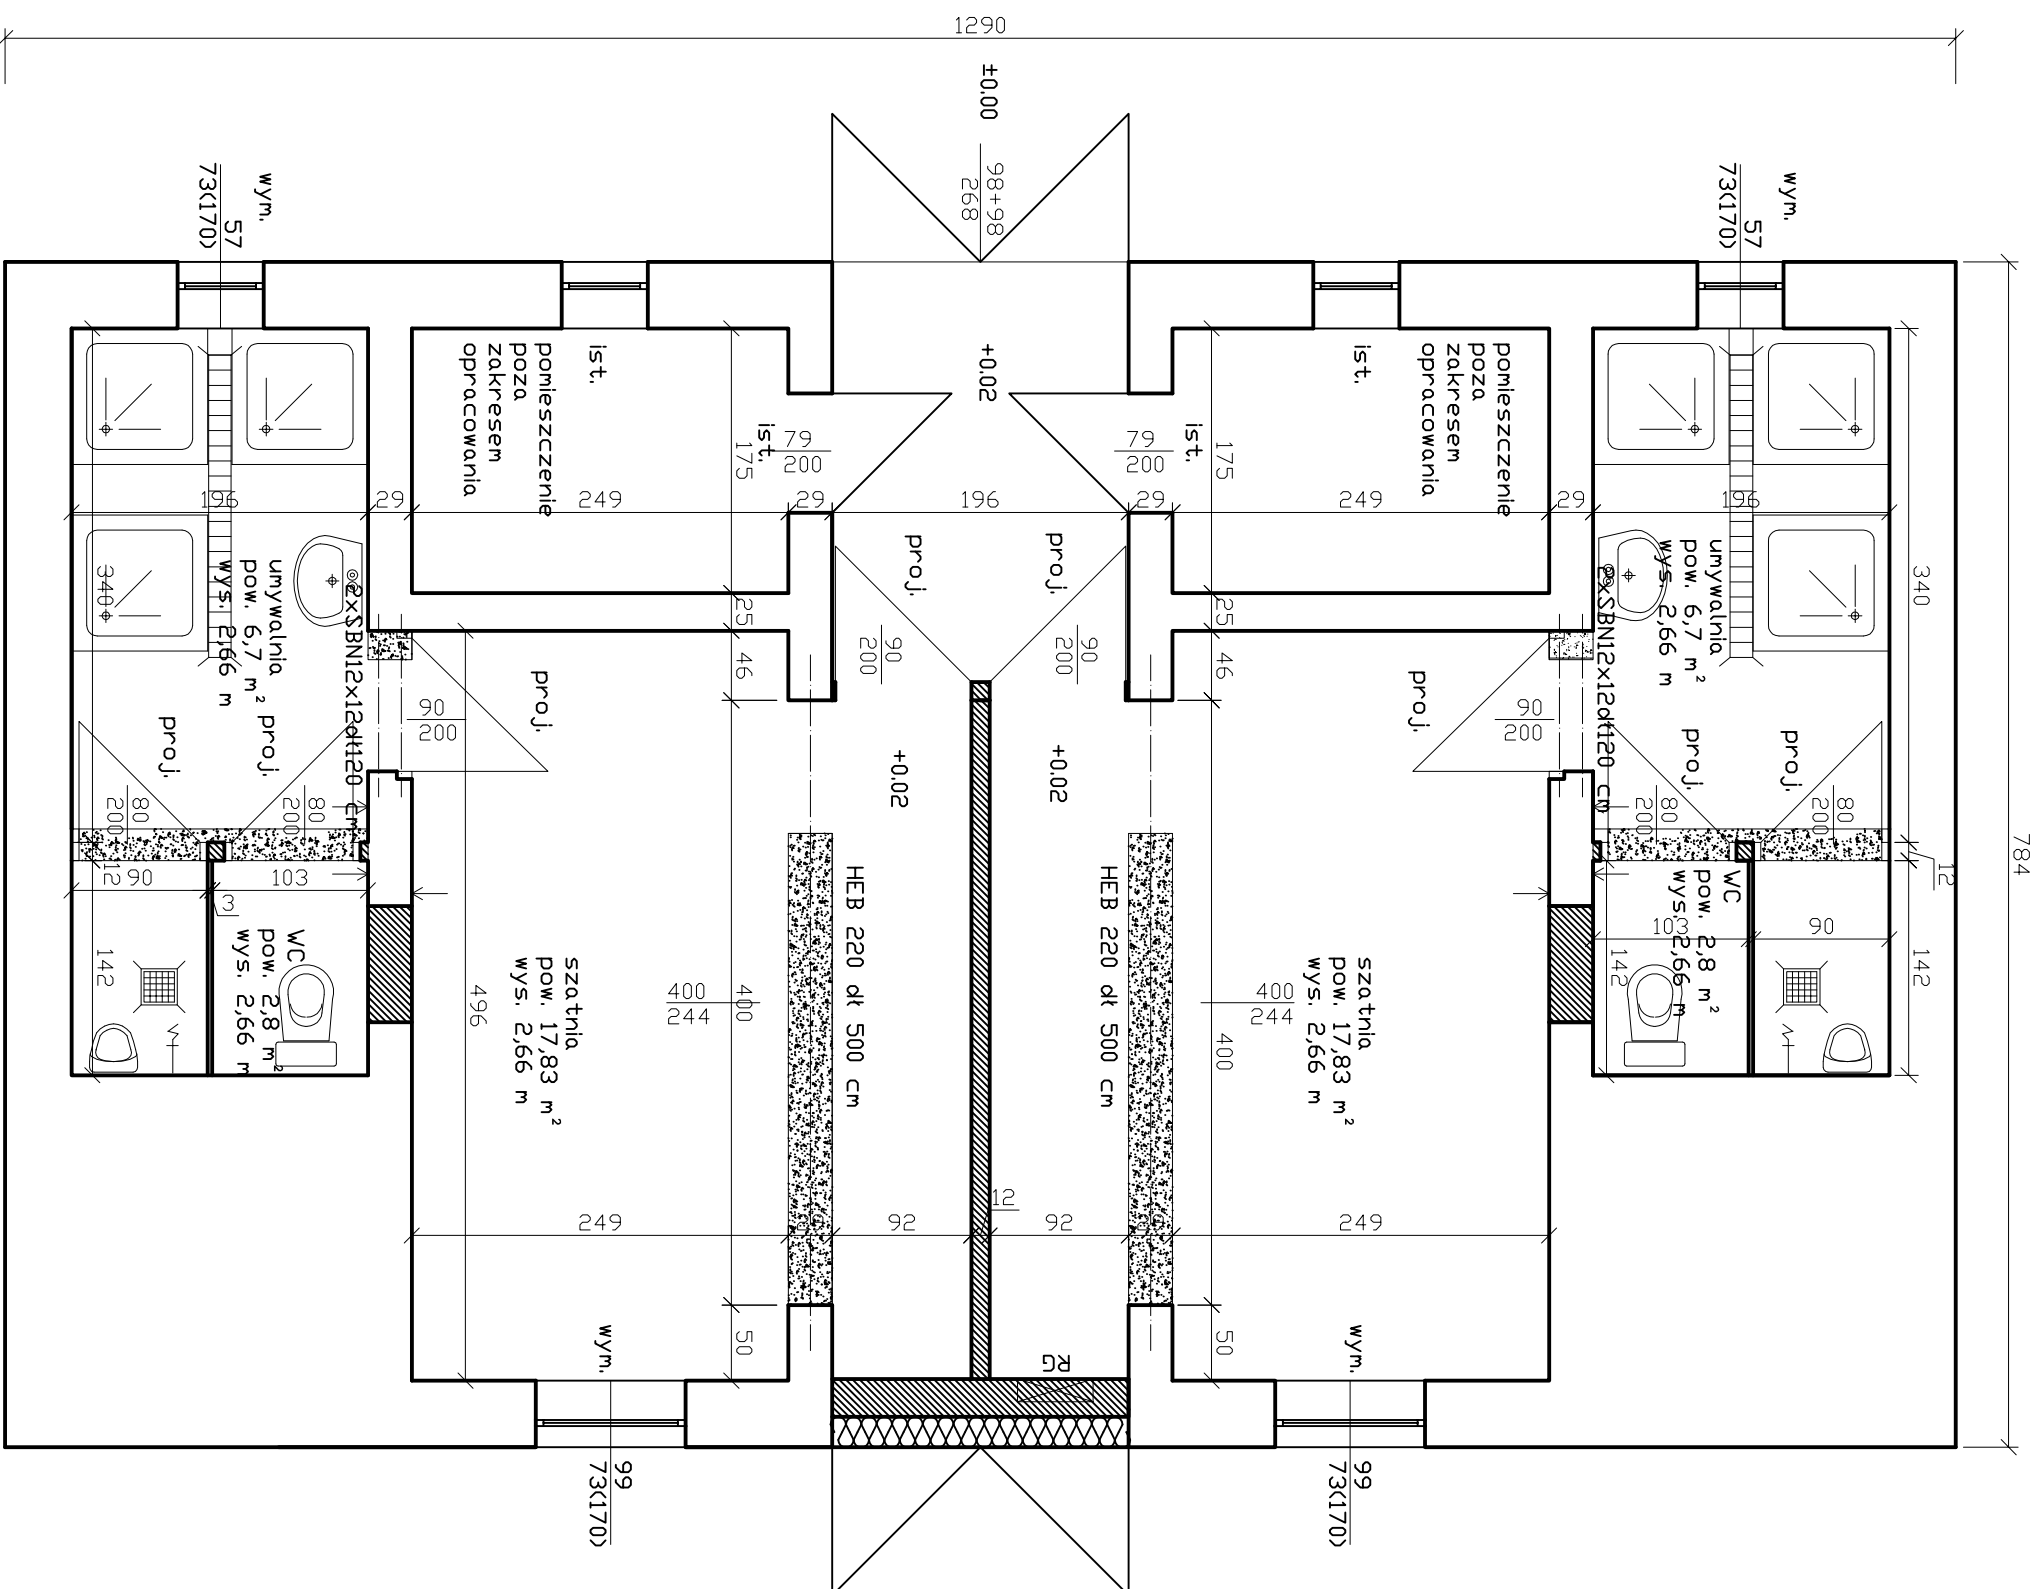 1290
±0.00
98+98
268
wym.
57
73(170)
wym.
57
73(170)
+0.02
ist.
pomieszczenie
poza
zakresem
opracowania
ist.
pomieszczenie
poza
zakresem
opracowania
ist.
79
200
175
ist.
79
200
175
196
29
249
29
196
29
249
29
196
340
umywalnia
pow. 6,7 m²
wys. 2,66 m
2xSBN12x12dł120 cm
340
umywalnia
pow. 6,7 m²
wys. 2,66 m
2xSBN12x12dł120 cm
proj.
proj.
90
200
90
200
25
46
25
46
proj.
90
200
proj.
90
200
proj.
proj.
80
200
80
200
proj.
proj.
80
200
80
200
+0.02
+0.02
784
12
12
90
103
3
142
WC
pow. 2,8 m²
wys. 2,66 m
WC
pow. 2,8 m²
wys. 2,66 m
103
90
142
142
HEB 220 dł 500 cm
HEB 220 dł 500 cm
496
szatnia
pow. 17,83 m²
wys. 2,66 m
400
244
400
400
244
400
szatnia
pow. 17,83 m²
wys. 2,66 m
249
29
92
12
92
29
249
50
50
wym.
wym.
RG
99
73(170)
99
73(170)